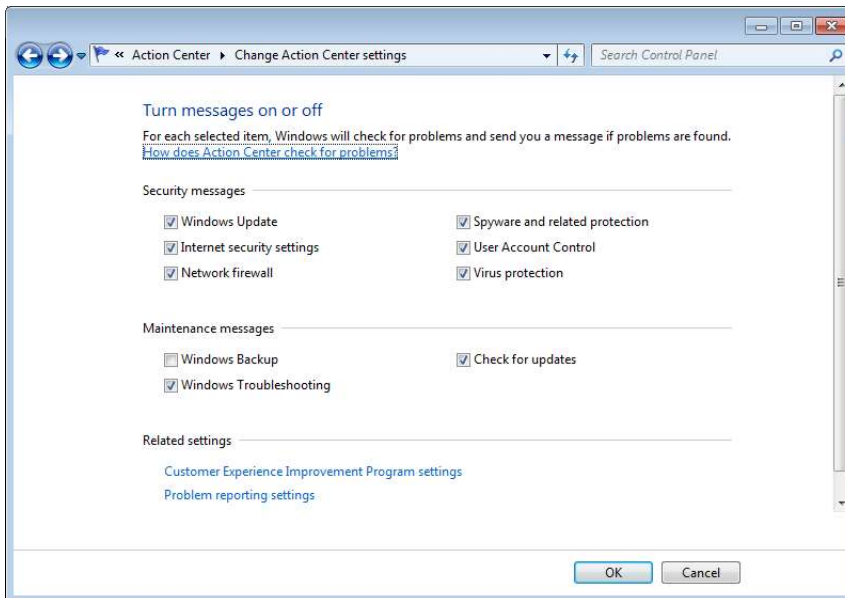 « Action Center ▸ Change Action Center settings
Search Control Panel
Turn messages on or off
For each selected item, Windows will check for problems and send you a message if problems are found.
How does Action Center check for problems?
Security messages
Windows Update
Spyware and related protection
Internet security settings
User Account Control
Network firewall
Virus protection
Maintenance messages
Windows Backup
Check for updates
Windows Troubleshooting
Related settings
Customer Experience Improvement Program settings
Problem reporting settings
OK
Cancel